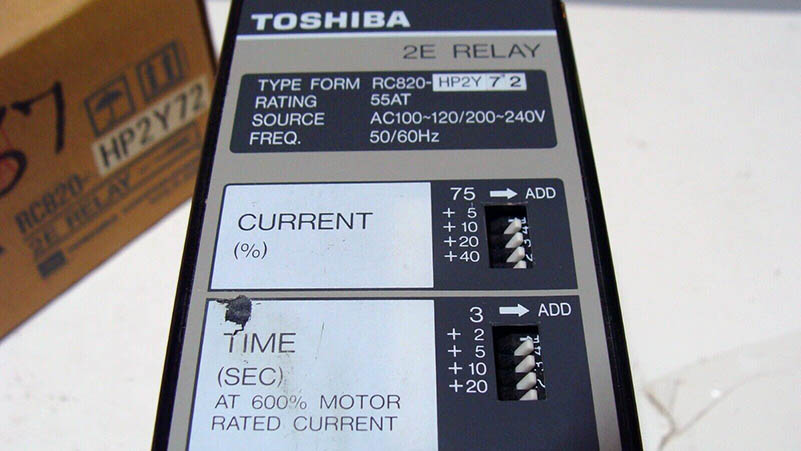 TOSHIBA
2E RELAY
TYPE FORM RC820-HP2Y 7 2
RATING 55AT
SOURCE AC100~120/200~240V
FREQ. 50/60Hz
CURRENT
(%)
75 → ADD
+ 5
+ 10
+20
+40
TIME
(SEC)
AT 600% MOTOR
RATED CURRENT
3 → ADD
+ 2
+ 5
+ 10
+20
67
HP2Y72
RC820-
2E RELAY